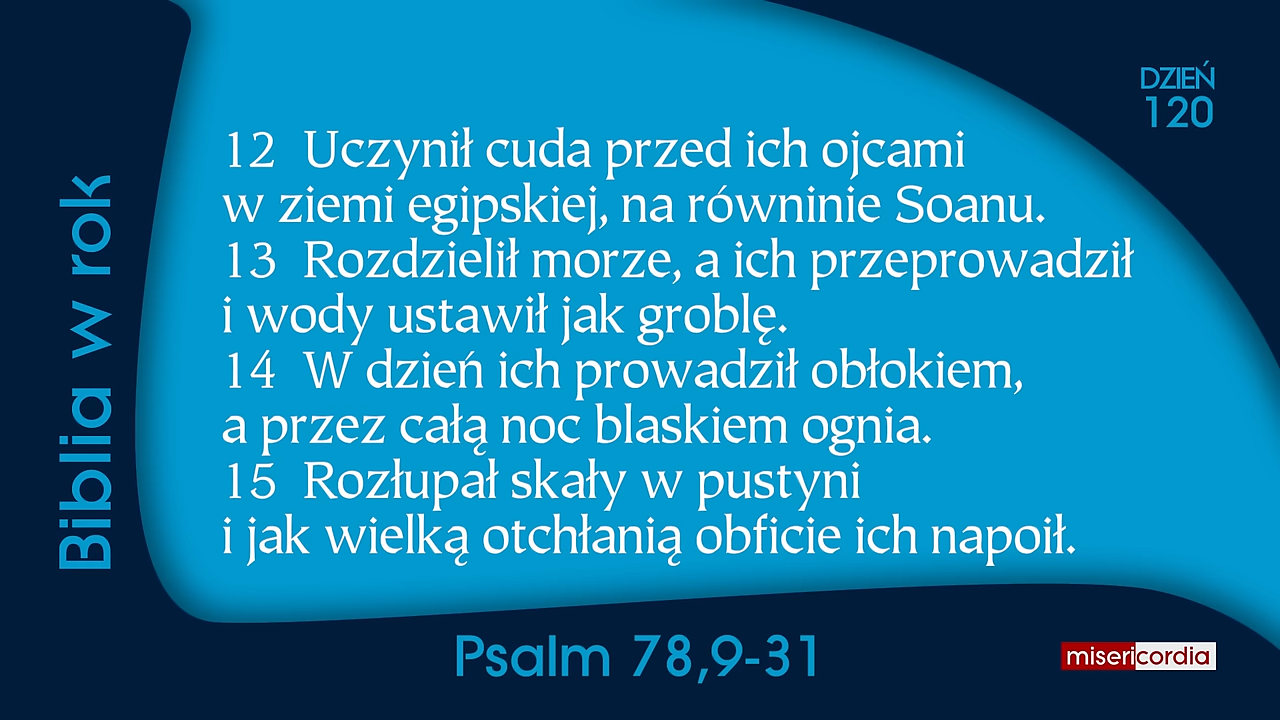 DZIEŃ
120
12 Uczynił cuda przed ich ojcami
w ziemi egipskiej, na równinie Soanu.
13 Rozdzielił morze, a ich przeprowadził
i wody ustawił jak groblę.
14 W dzień ich prowadził obłokiem,
a przez całą noc blaskiem ognia.
15 Rozłupał skały w pustyni
i jak wielką otchłanią obficie ich napoił.
Biblia w rok
Psalm 78,9-31
misericordia